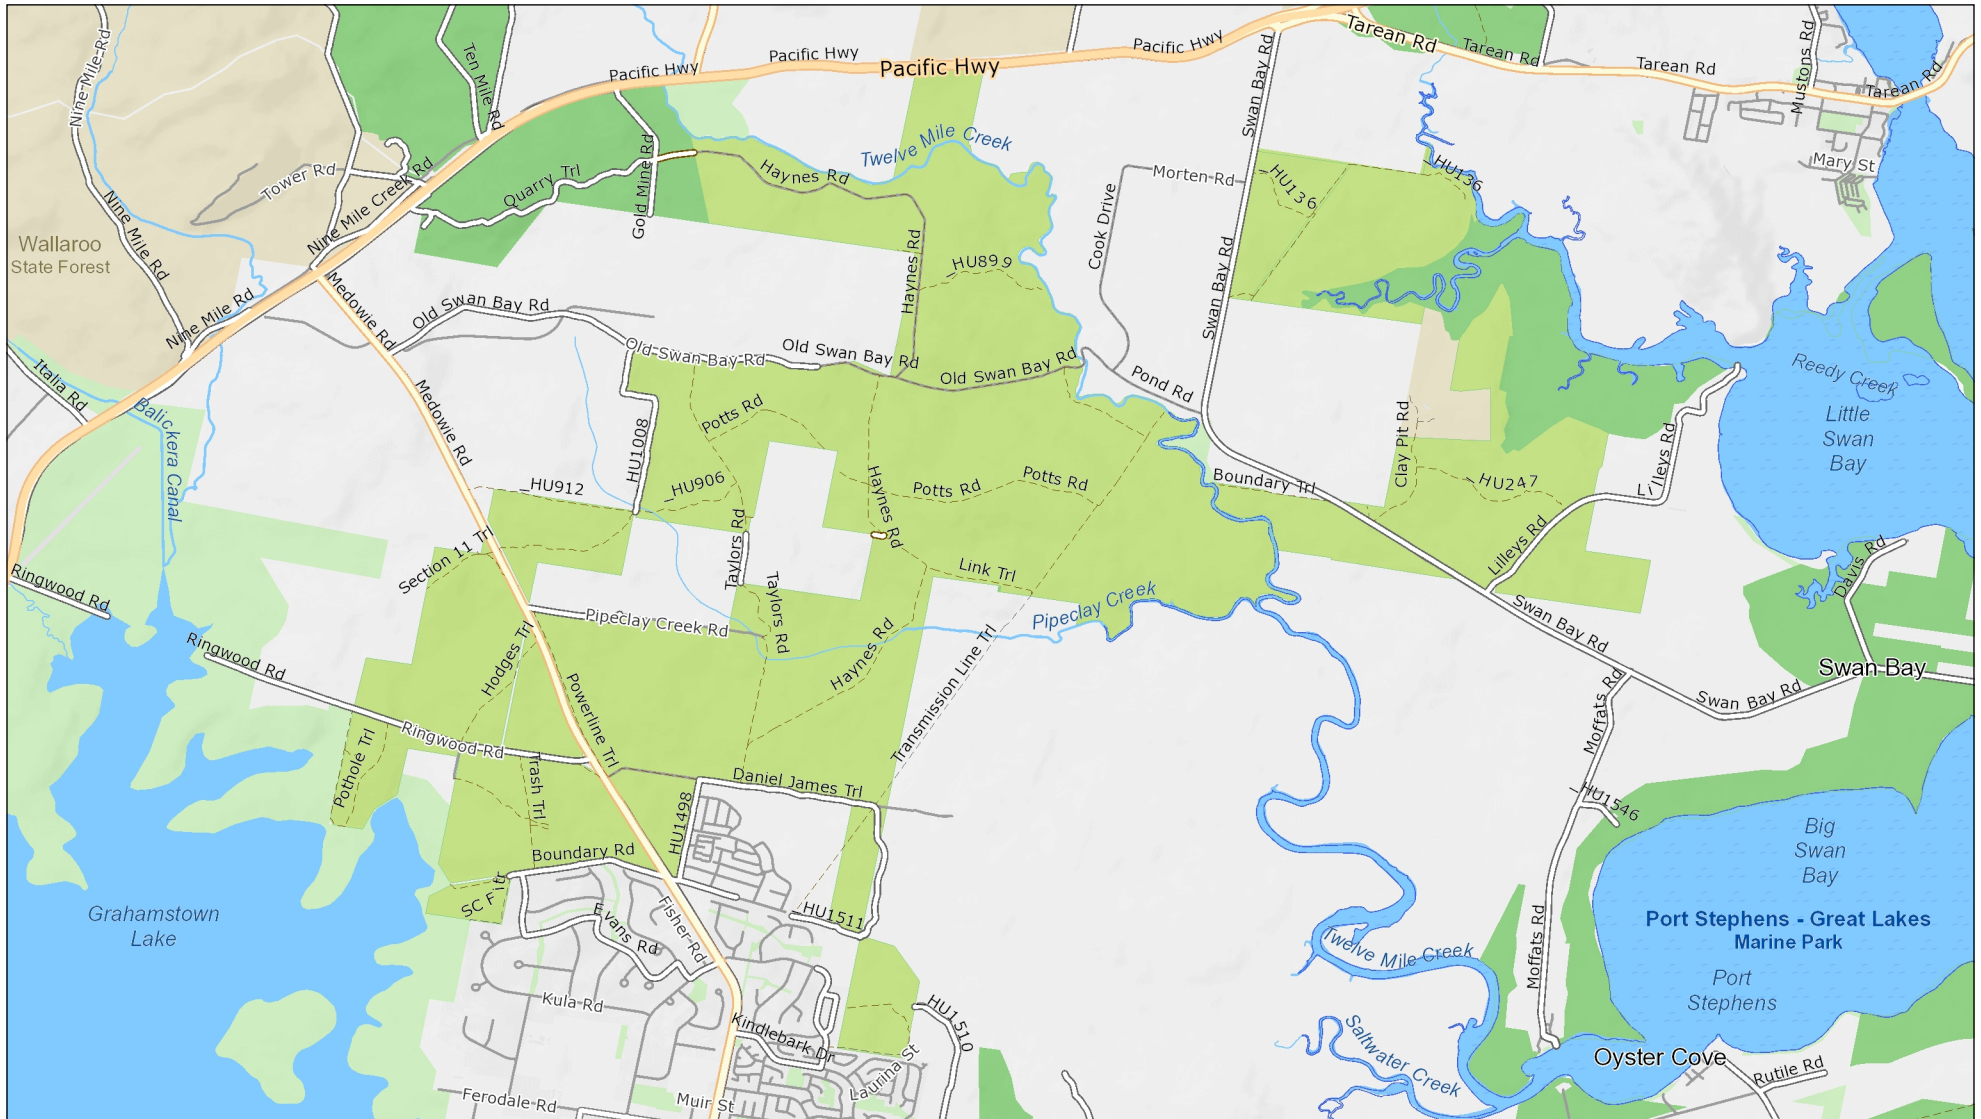 Nine Mile Rd
Ten Mile Rd
Pacific Hwy
Pacific Hwy
Pacific Hwy
Pacific Hwy
Tarean Rd
Tarean Rd
Tarean Rd
Mustons Rd
Tarean Rd
Swan Bay Rd
Twelve Mile Creek
Mary St
Tower Rd
Nine Mile Creek Rd
Quarry Trl
Gold Mine Rd
Haynes Rd
Morten Rd
_HU136
HU136
Cook Drive
Wallaroo
State Forest
Nine Mile Rd
Haynes Rd
_HU899
Swan Bay Rd
Nine Mile Rd
Medowie Rd
Old Swan Bay Rd
Old Swan Bay Rd
Old Swan Bay Rd
Old Swan Bay Rd
Pond Rd
Reedy Creek
Little
Swan
Bay
Italia Rd
Balickera Canal
Medowie Rd
Potts Rd
HU1008
_HU912
_HU906
Haynes Rd
Potts Rd
Potts Rd
Boundary Trl
Clay Pit Rd
_HU247
Lilleys Rd
Lilleys Rd
Section 11 Trl
Taylors Rd
Taylors Rd
Link Trl
Pipeclay Creek
Davis Rd
Ringwood Rd
Ringwood Rd
Pipeclay Creek Rd
Hodges Trl
Haynes Rd
Transmission Line Trl
Swan Bay Rd
Swan Bay
Swan Bay Rd
Moffats Rd
Powerline Trl
Ringwood Rd
Pothole Trl
Trash Trl
Daniel James Trl
HU1498
_HU1546
Big
Swan
Bay
Boundary Rd
SC Fitr
Evans Rd
Fisher Rd
_HU1511
Grahamstown
Lake
Port Stephens - Great Lakes
Marine Park
Port
Stephens
Twelve Mile Creek
Moffats Rd
Kula Rd
Kindlebark Dr
HU1510
Laurina St
Saltwater Creek
Oyster Cove
Rutile Rd
Ferodale Rd
Muir St